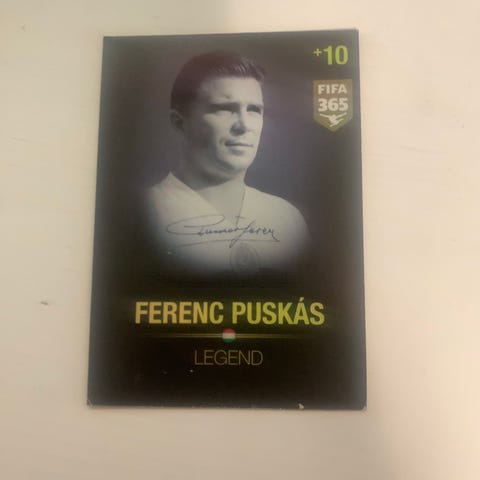 +10
FIFA
365
FERENC PUSKÁS
LEGEND